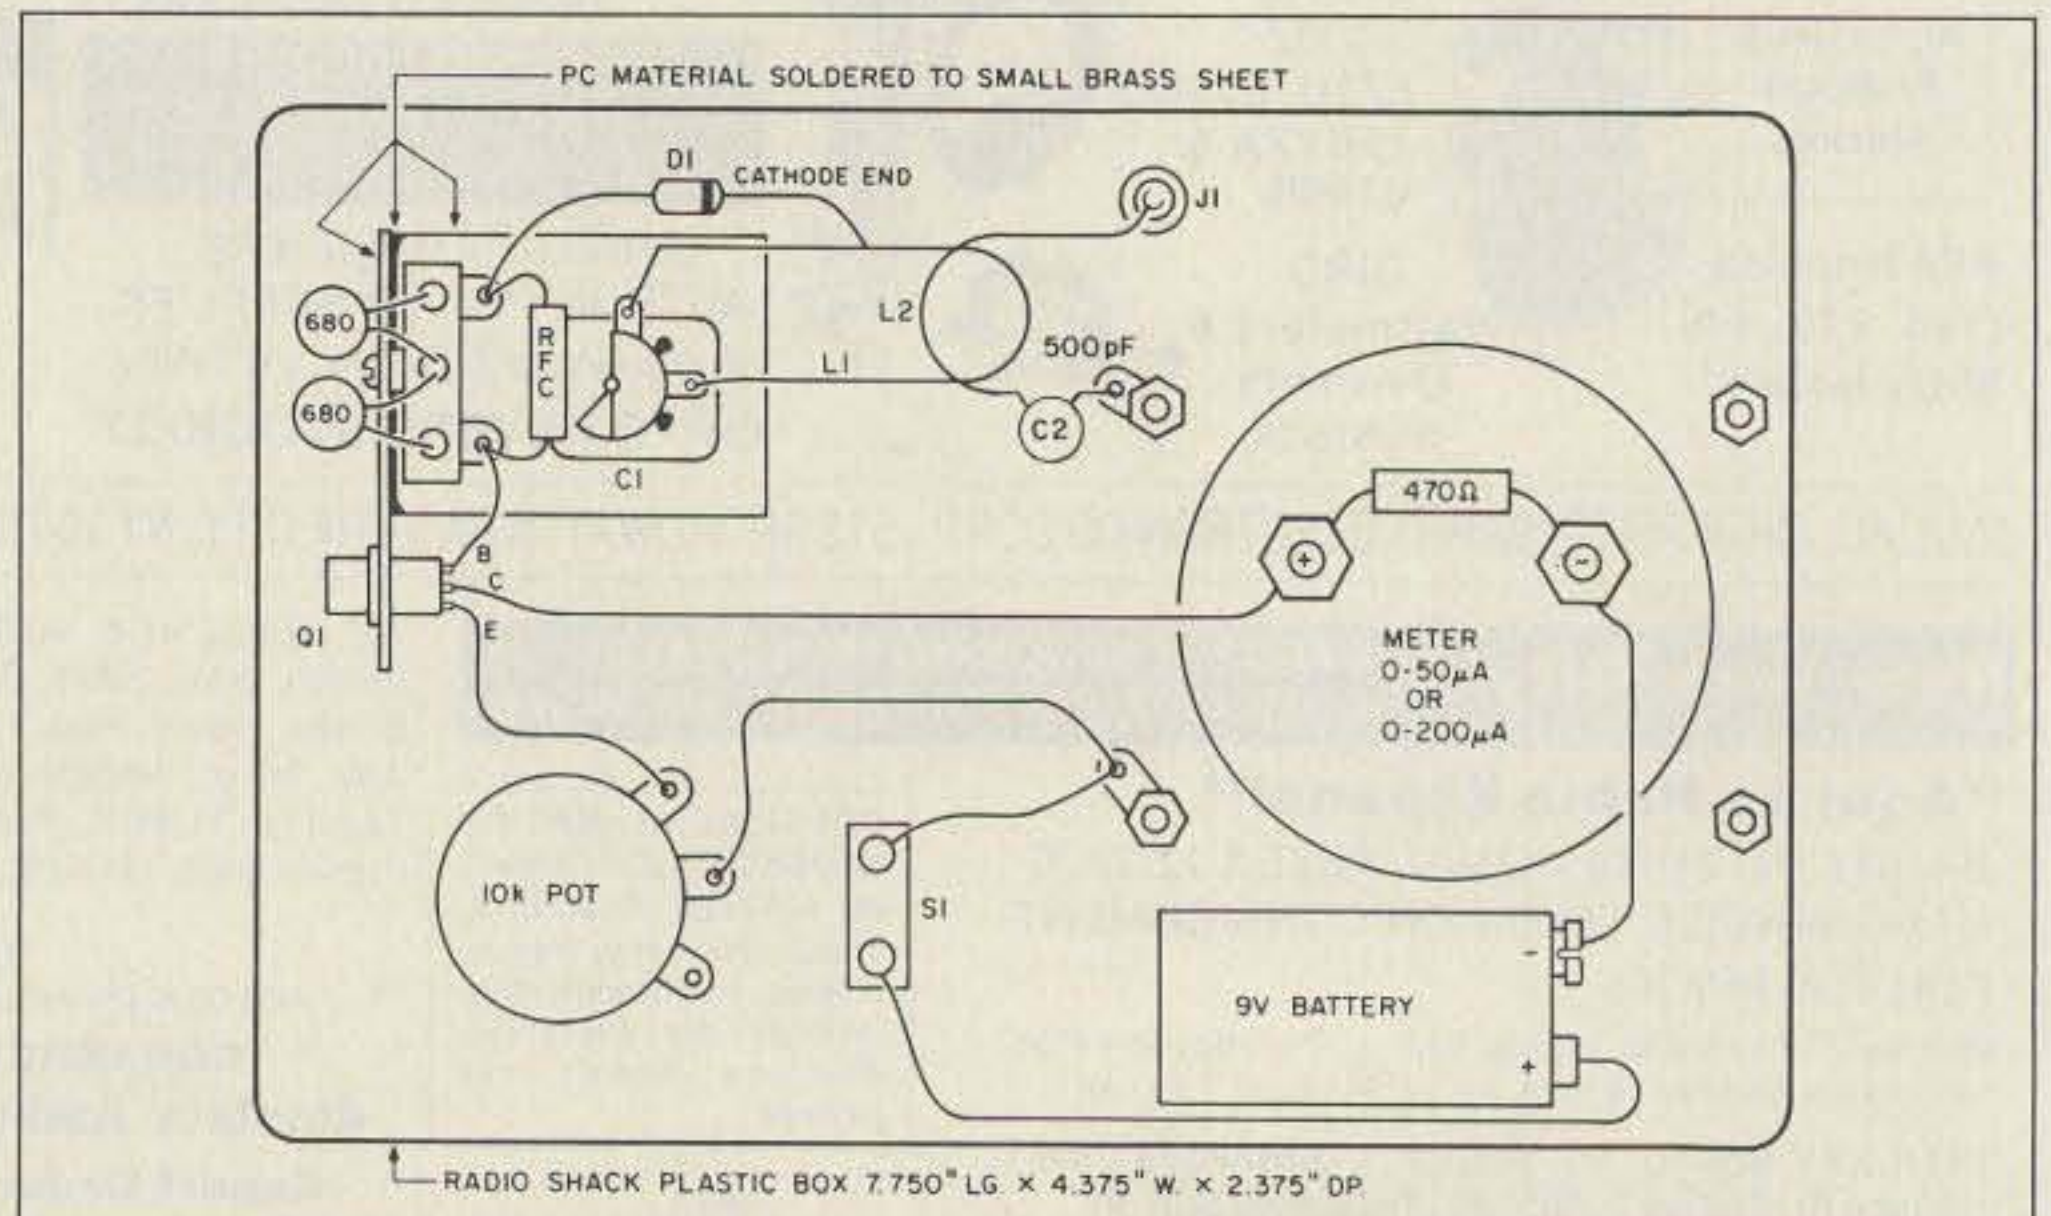 PC MATERIAL SOLDERED TO SMALL BRASS SHEET
D1
CATHODE END
J1
680
RFC
L2
500pF
L1
680
C2
C1
470Ω
+
-
B
C
E
Q1
METER
0-50µA
OR
0-200µA
10k POT
S1
-
9V BATTERY
+
RADIO SHACK PLASTIC BOX 7.750" LG. × 4.375" W. × 2.375" DP.